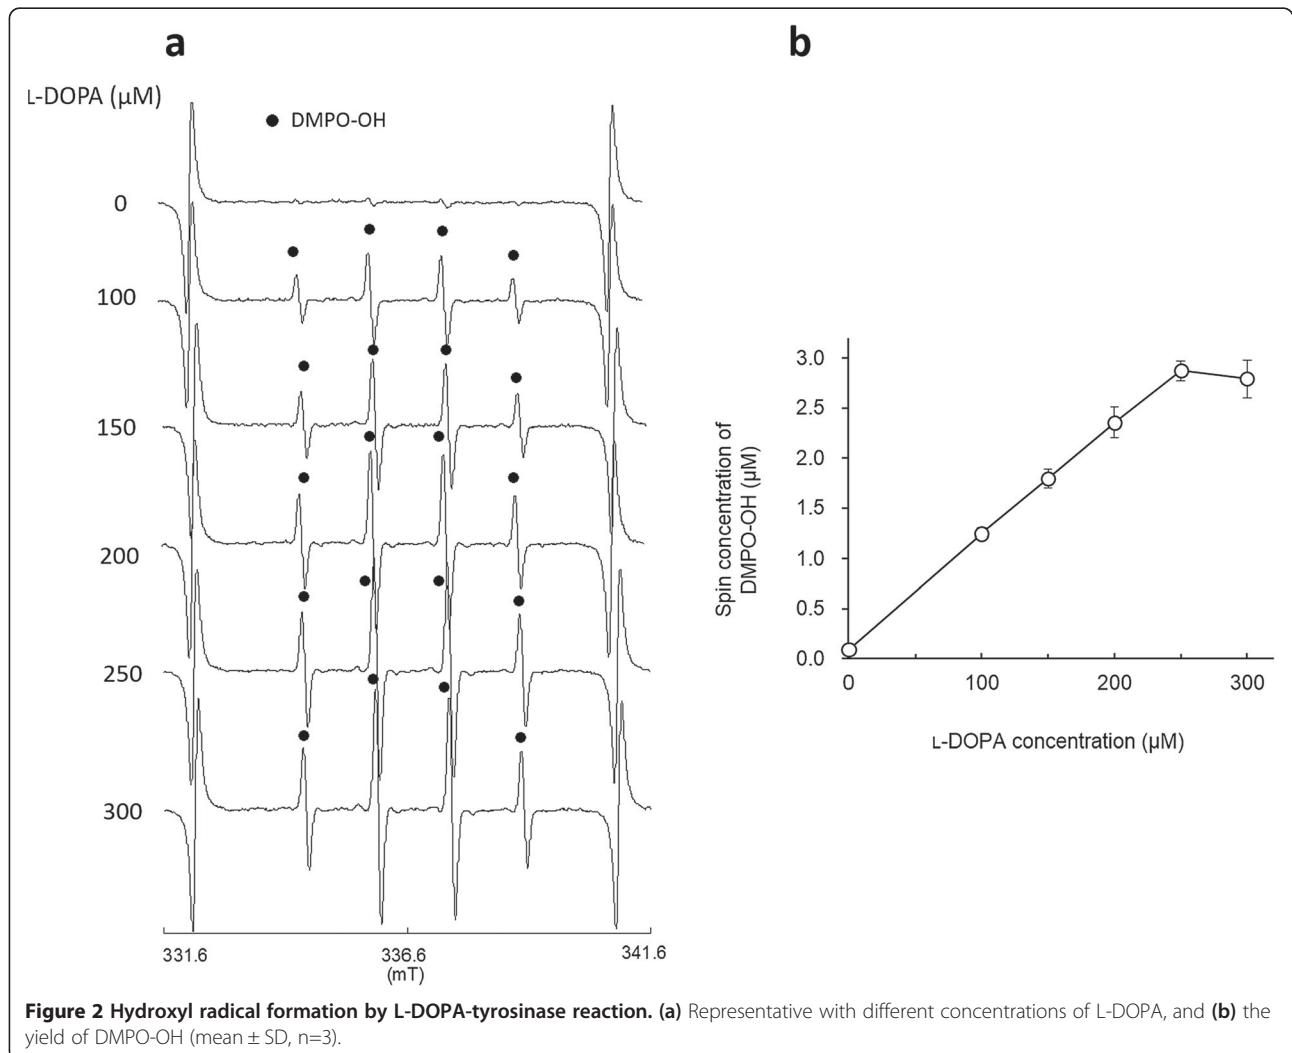 a
L-DOPA (μM)
● DMPO-OH
0
100
150
200
250
300
331.6
336.6
341.6
(mT)
b
Spin concentration of
DMPO-OH (μM)
3.0
2.5
2.0
1.5
1.0
0.5
0.0
0
100
200
300
L-DOPA concentration (μM)
Figure 2 Hydroxyl radical formation by L-DOPA-tyrosinase reaction. (a) Representative with different concentrations of L-DOPA, and (b) the
yield of DMPO-OH (mean ± SD, n=3).